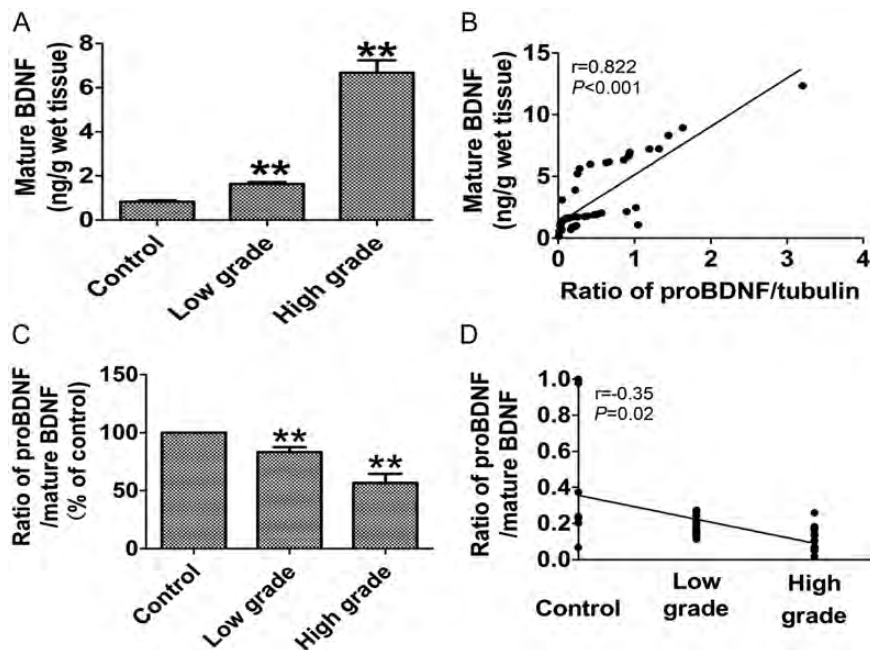 A
Mature BDNF
(ng/g wet tissue)
8
6
4
2
0
**
**
Control
Low grade
High grade
B
Mature BDNF
(ng/g wet tissue)
15
10
5
0
r=0.822
P<0.001
0
1
2
3
4
Ratio of proBDNF/tubulin
C
Ratio of proBDNF
/mature BDNF
(% of control)
150
100
50
0
**
**
Control
Low grade
High grade
D
Ratio of proBDNF
/mature BDNF
1.0
0.8
0.6
0.4
0.2
0.0
r=-0.35
P=0.02
Control
Low
grade
High
grade